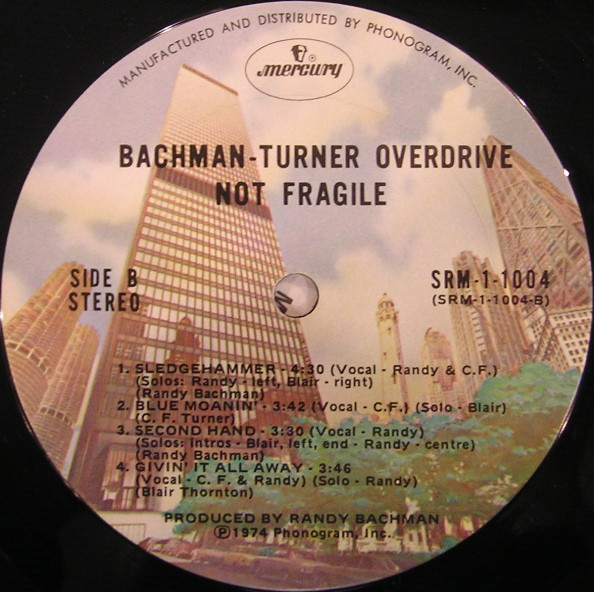 MANUFACTURED AND DISTRIBUTED BY PHONOGRAM, INC.
mercury
BACHMAN-TURNER OVERDRIVE
NOT FRAGILE
SIDE B
STEREO
SRM-1-1004
(SRM-1-1004-B)
1. SLEDGEHAMMER - 4:30 (Vocal - Randy & C.F.)
(Solos: Randy - left, Blair - right)
(Randy Bachman)
2. BLUE MOANIN' - 3:42 (Vocal - C.F.) (Solo - Blair)
(C. F. Turner)
3. SECOND HAND - 3:30 (Vocal - Randy)
(Solos: intros - Blair, left, end - Randy - centre)
(Randy Bachman)
4. GIVIN' IT ALL AWAY - 3:46
(Vocal - C. F. & Randy) (Solo - Randy)
(Blair Thornton)
PRODUCED BY RANDY BACHMAN
Ⓟ1974 Phonogram, Inc.